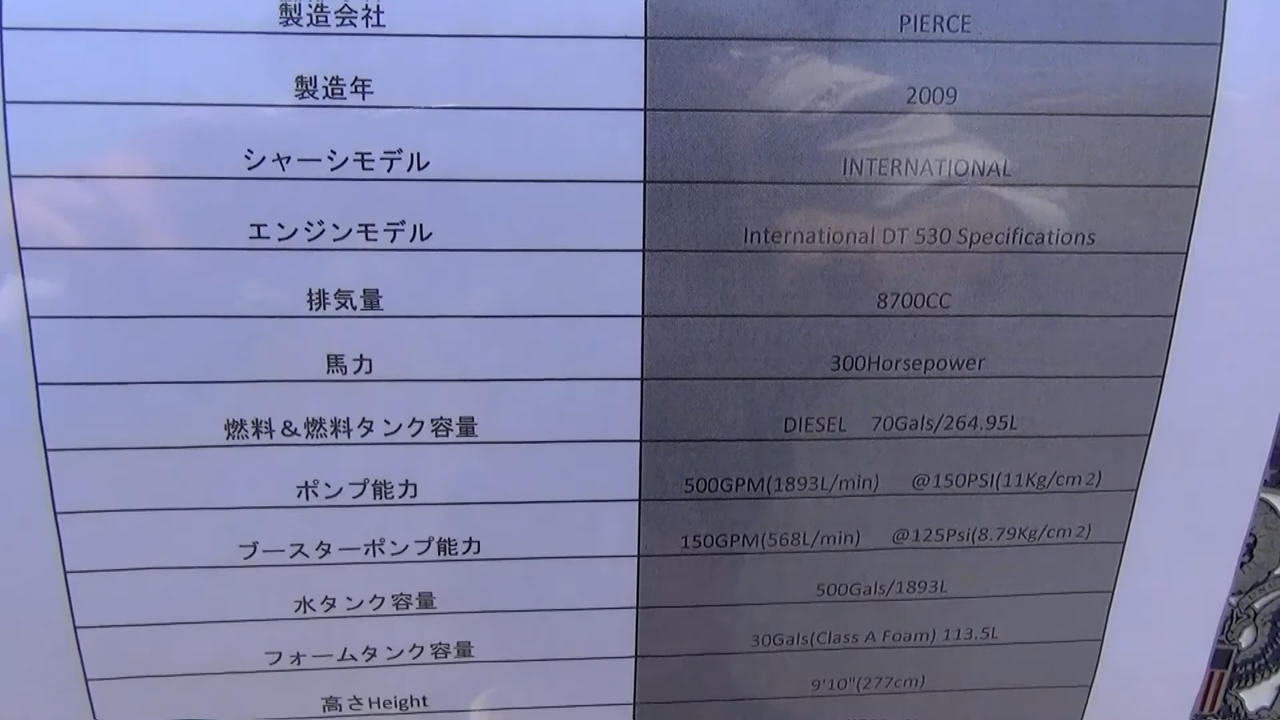 製造会社 PIERCE
製造年 2009
シャーシモデル INTERNATIONAL
エンジンモデル International DT 530 Specifications
排気量 8700CC
馬力 300Horsepower
燃料＆燃料タンク容量 DIESEL 70Gals/264.95L
ポンプ能力 500GPM(1893L/min) @150PSI(11Kg/cm2)
ブースターポンプ能力 150GPM(568L/min) @125Psi(8.79Kg/cm2)
水タンク容量 500Gals/1893L
フォームタンク容量 30Gals(Class A Foam) 113.5L
高さHeight 9'10"(277cm)